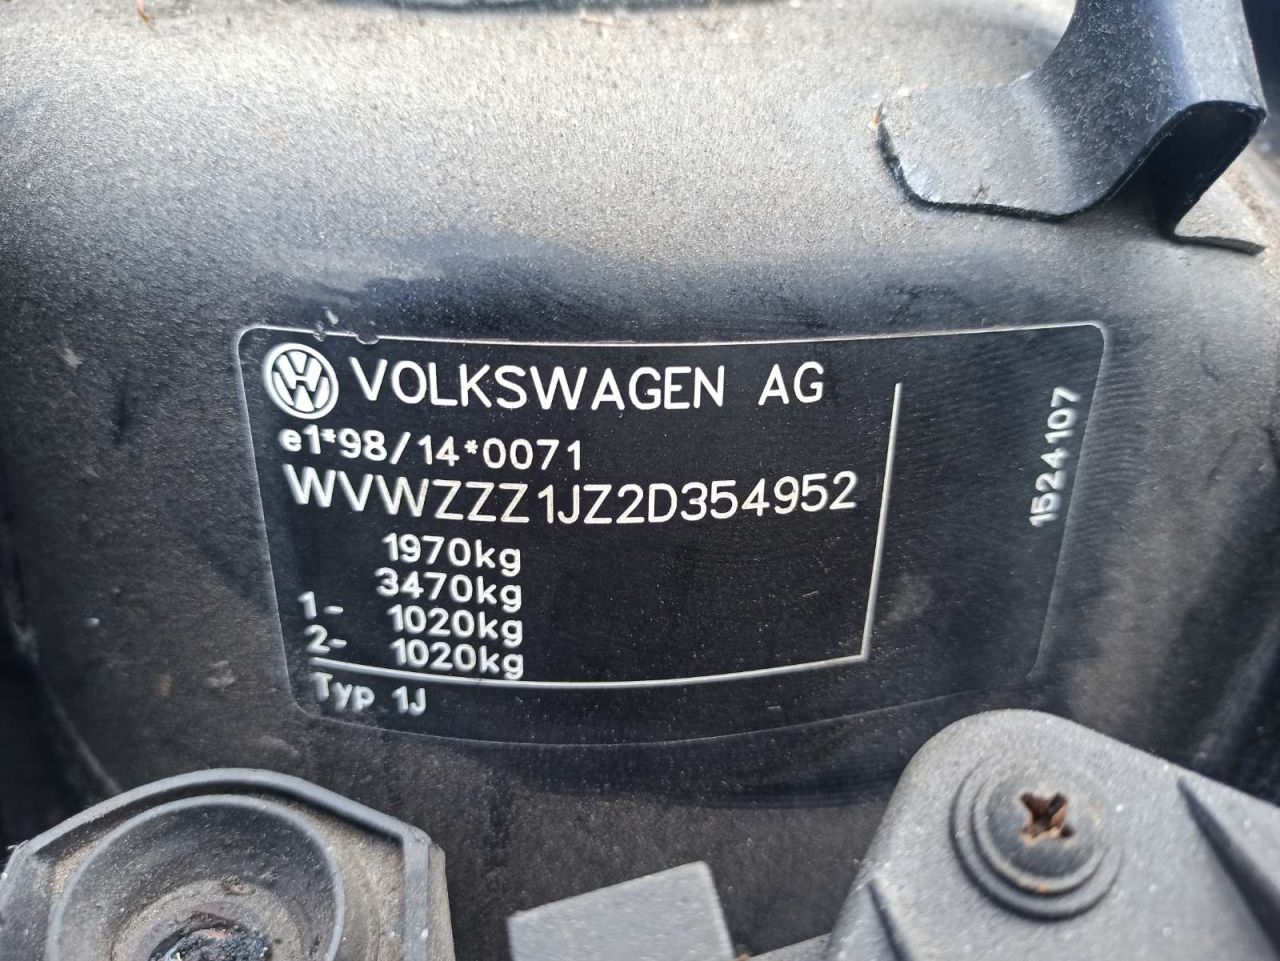 VOLKSWAGEN AG
e1*98/14*0071
WVWZZZ1JZ2D354952
1970kg
3470kg
1- 1020kg
2- 1020kg
Typ 1J
1524107